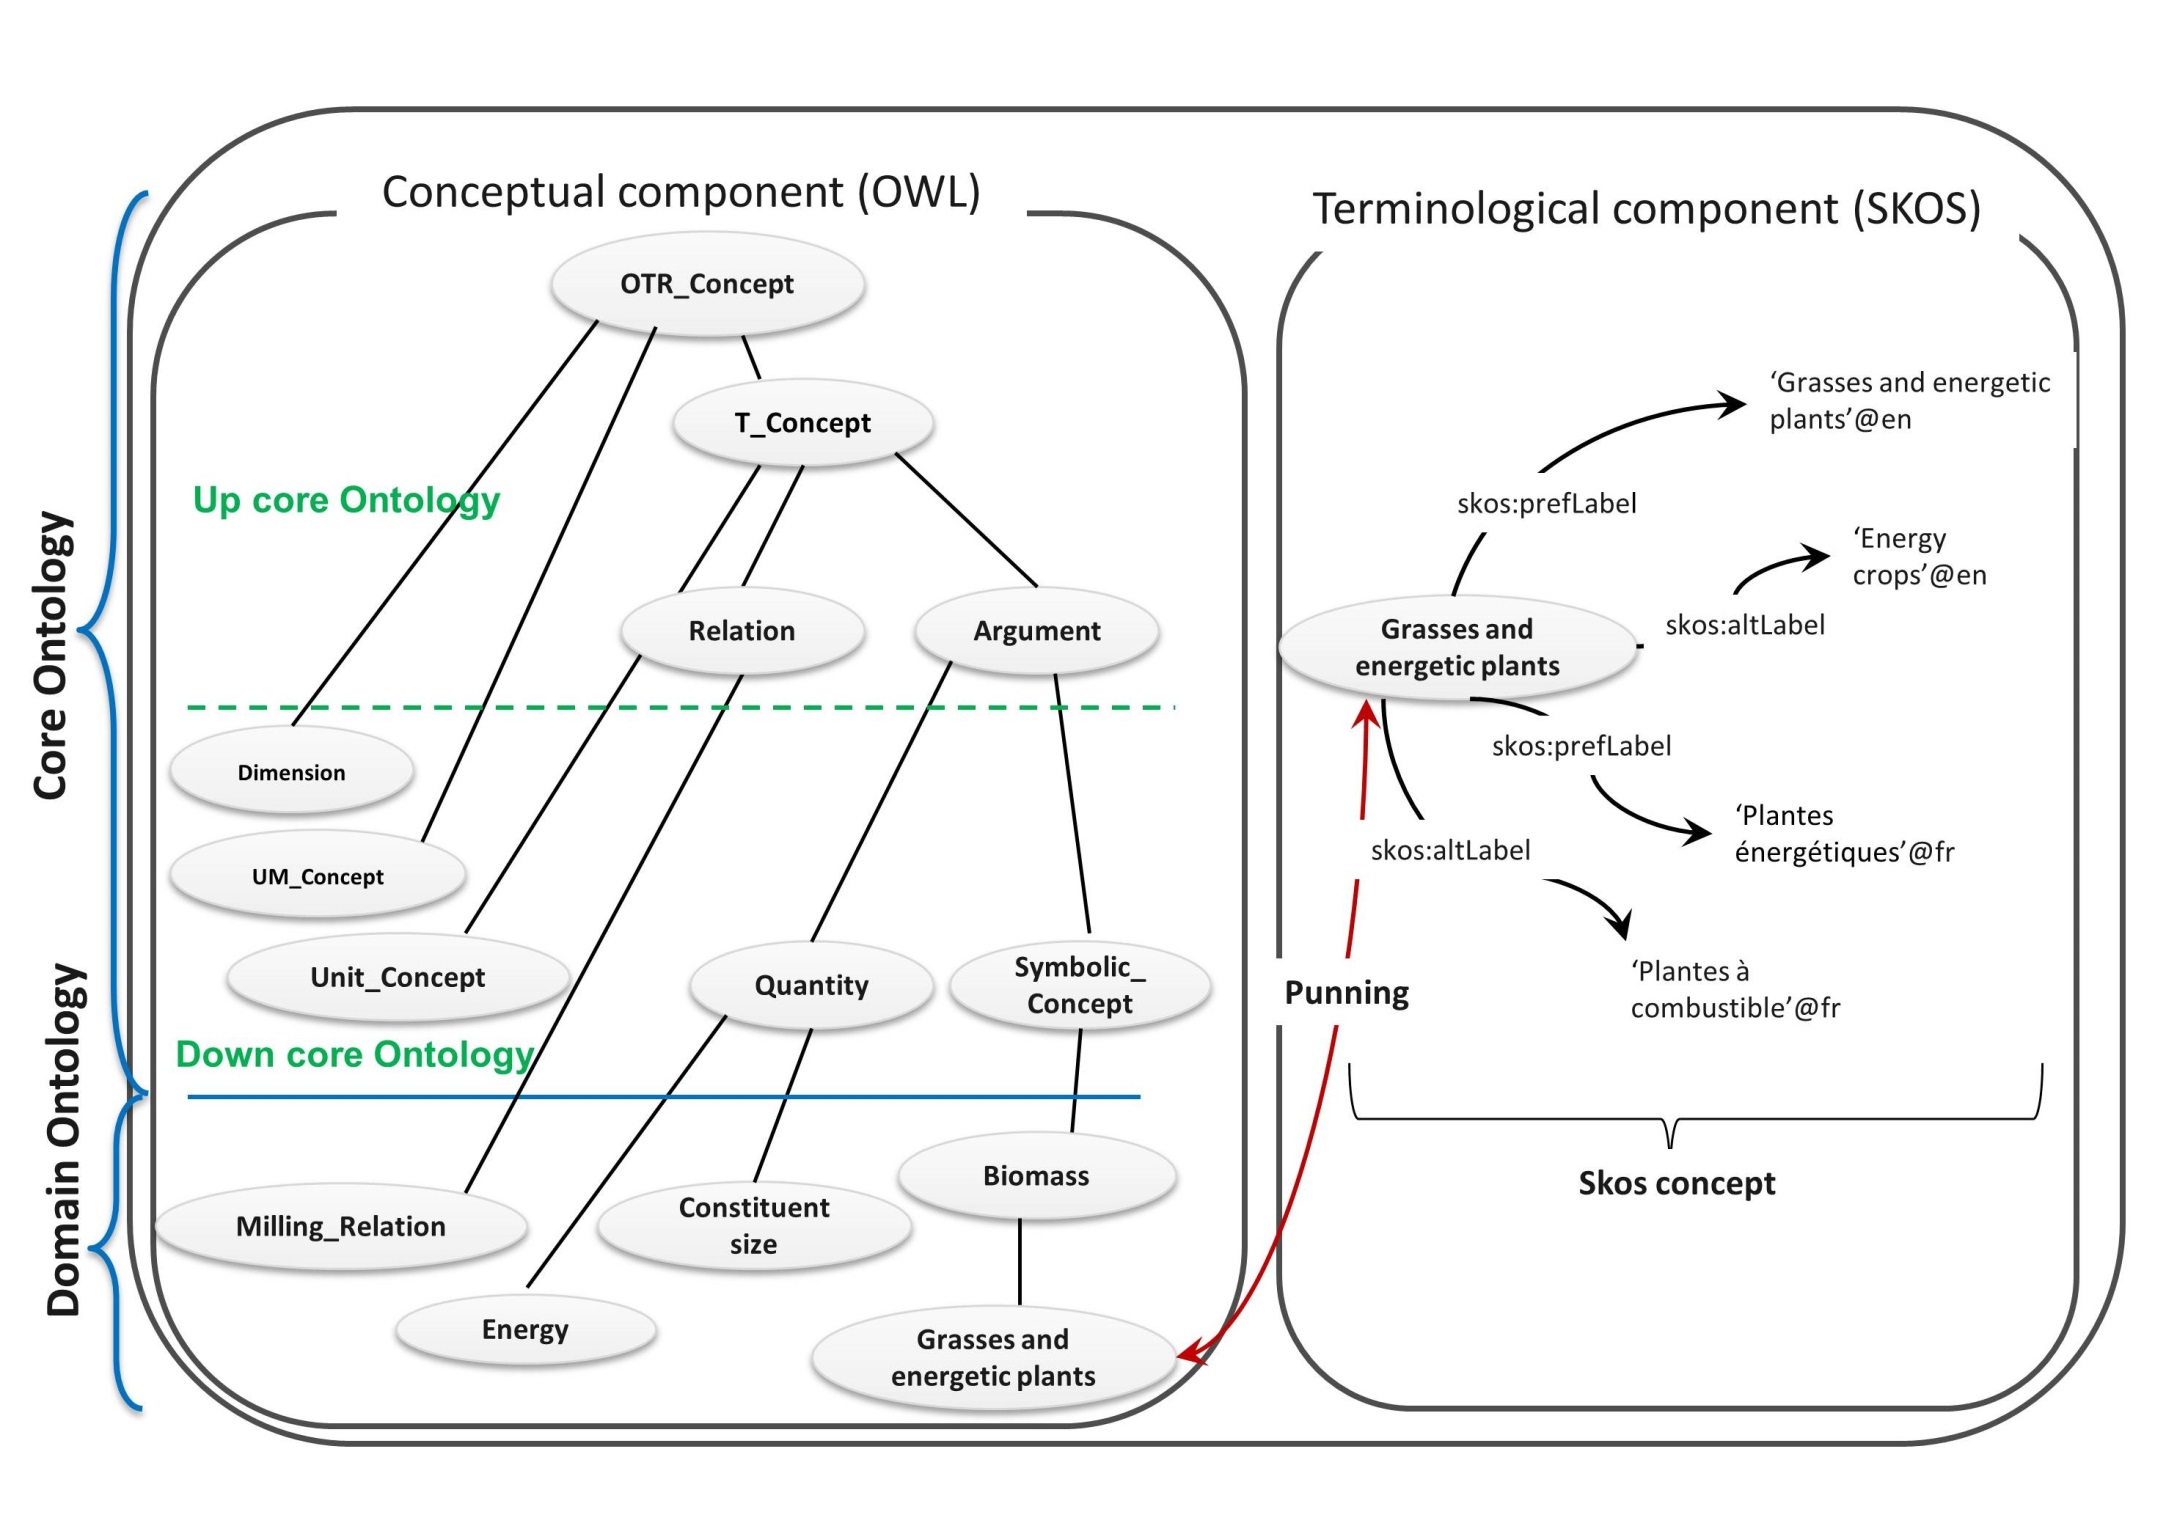 Conceptual component (OWL)
Terminological component (SKOS)
Core Ontology
Domain Ontology
OTR_Concept
T_Concept
Up core Ontology
Relation
Argument
Dimension
UM_Concept
Unit_Concept
Quantity
Symbolic_
Concept
Down core Ontology
Milling_Relation
Constituent
size
Biomass
Energy
Grasses and
energetic plants
Punning
‘Grasses and energetic
plants’@en
skos:prefLabel
‘Energy
crops’@en
skos:altLabel
Grasses and
energetic plants
skos:prefLabel
‘Plantes
énergétiques’@fr
skos:altLabel
‘Plantes à
combustible’@fr
Skos concept